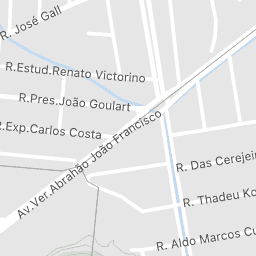 R. José Gall
R.Estud.Renato Victorino
R.Pres.João Goulart
R.Exp.Carlos Costa
Av.Ver.Abrahão João Francisco
R. Das Cerejeir
R. Thadeu Ko
R. Aldo Marcos Cu